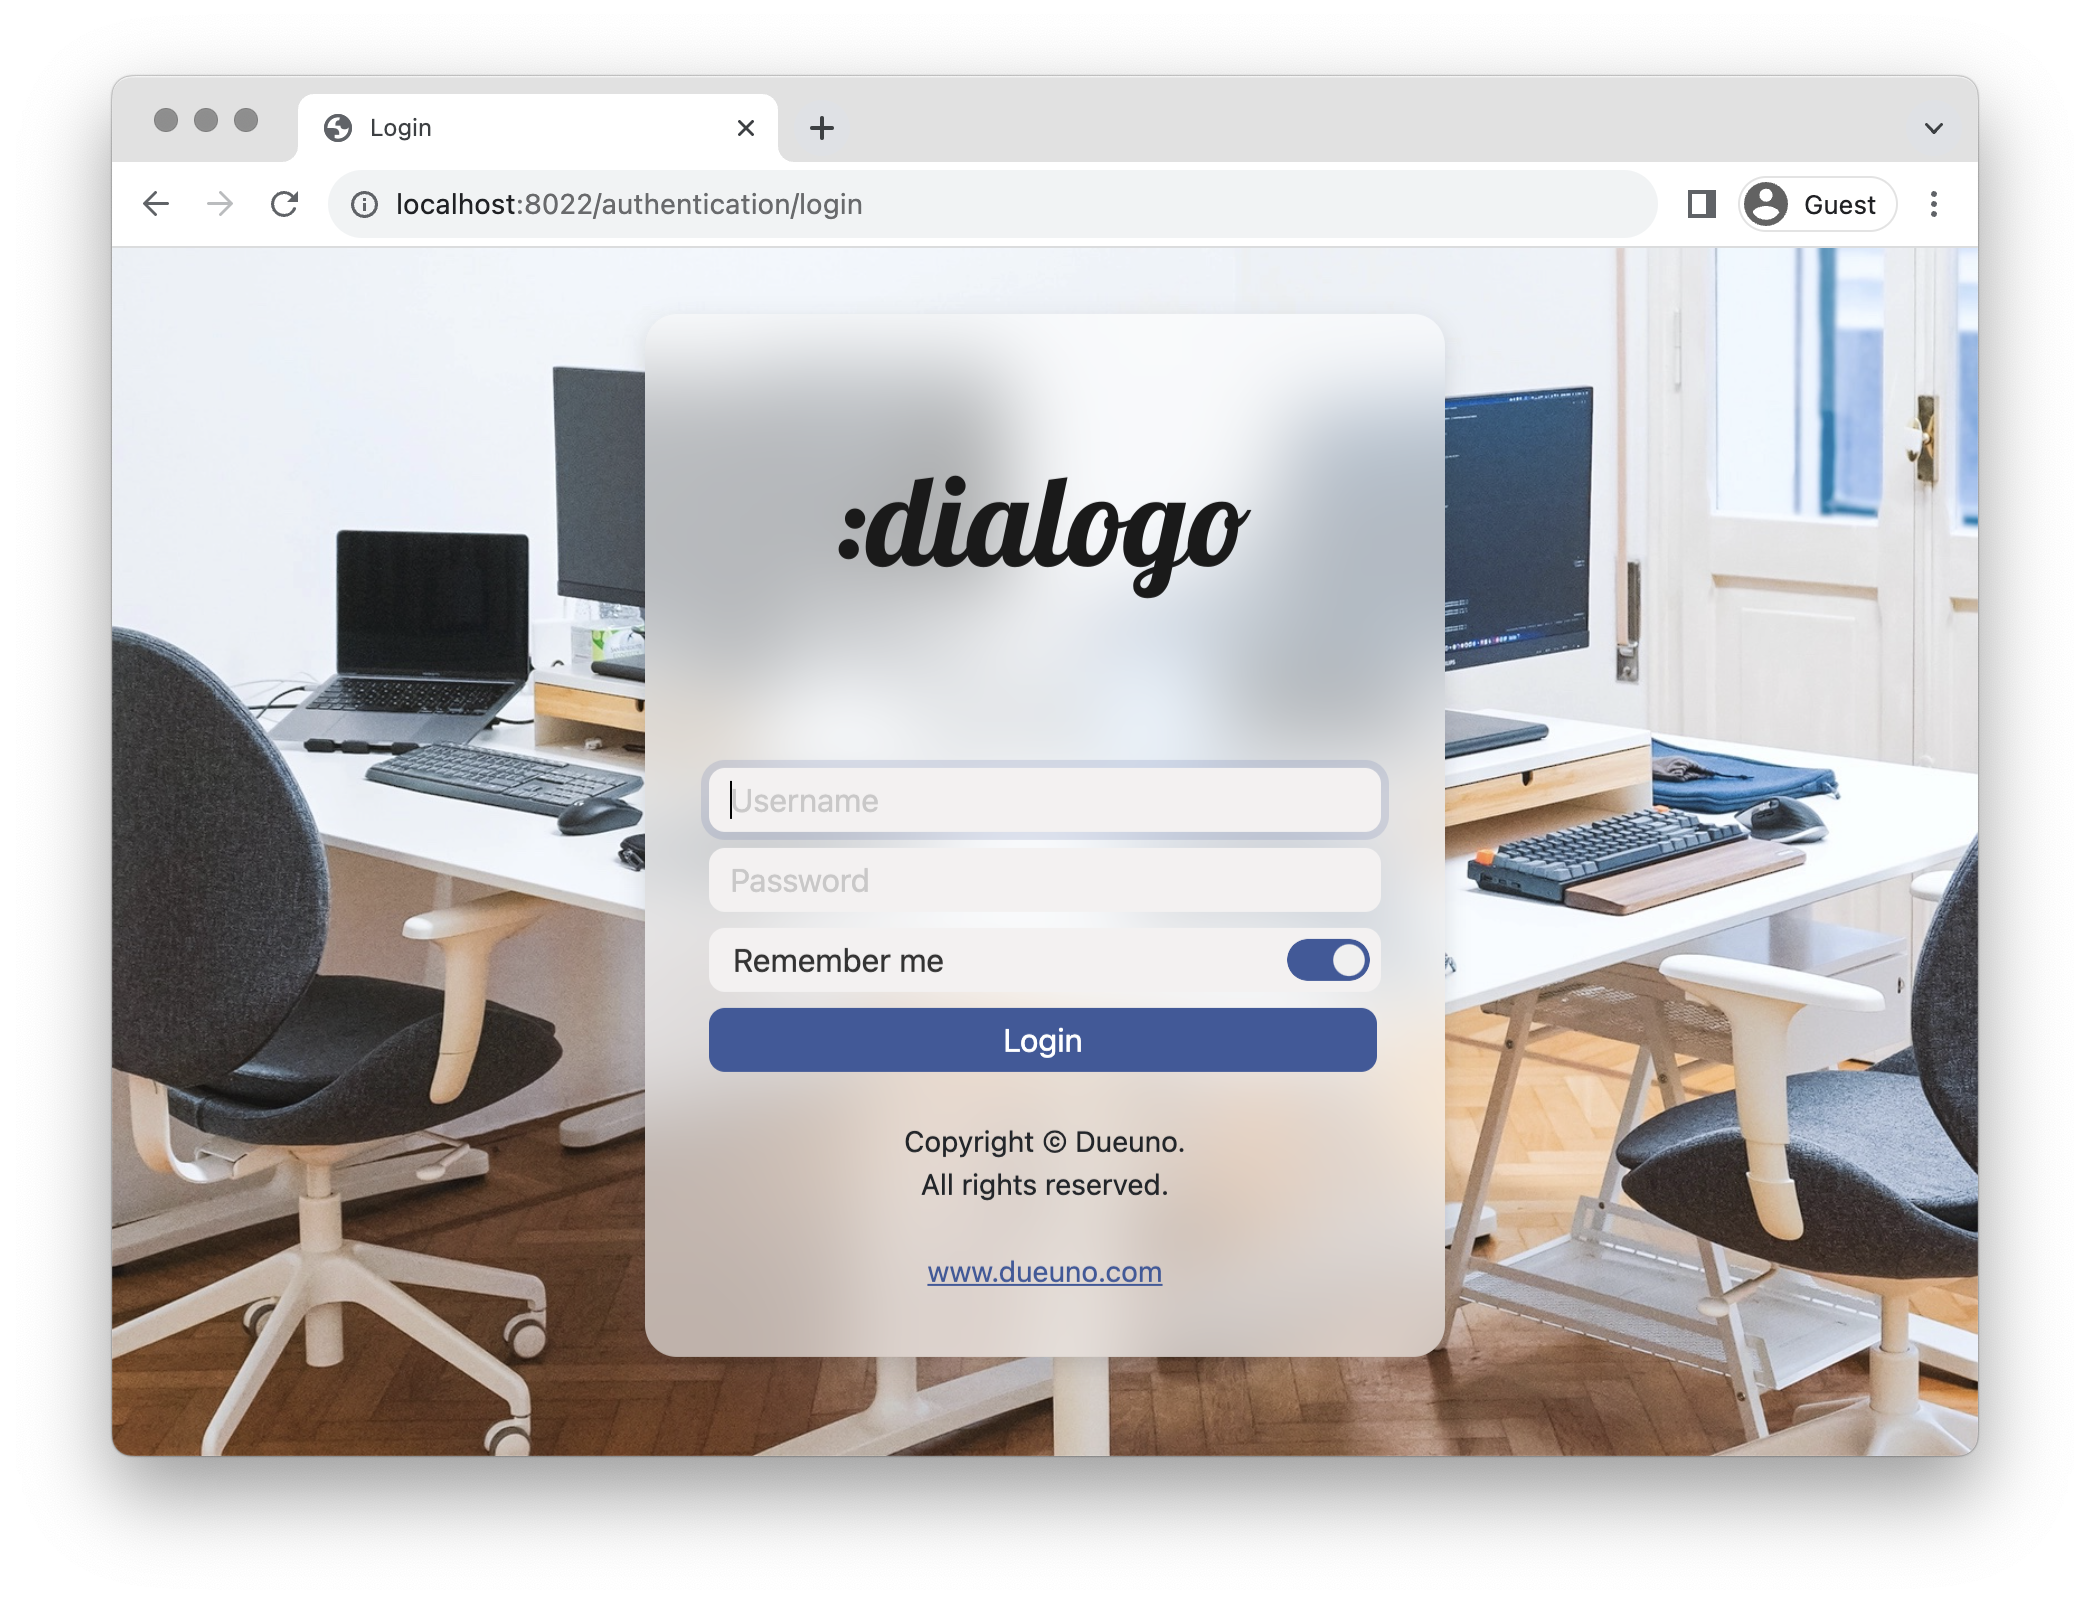 Login
localhost:8022/authentication/login
Guest
:dialogo
Username
Password
Remember me
Login
Copyright © Dueuno.
All rights reserved.
www.dueuno.com